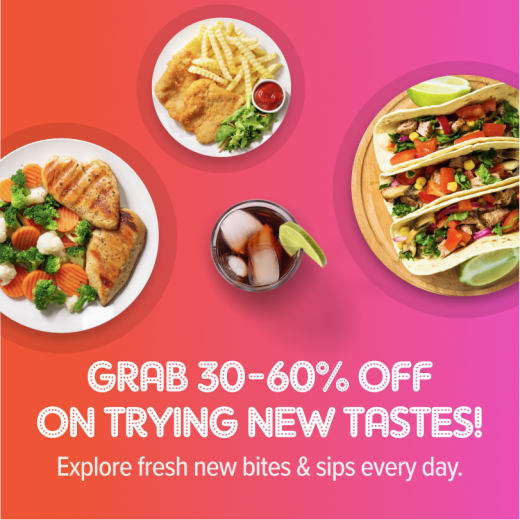 GRAB 30-60% OFF
ON TRYING NEW TASTES!
Explore fresh new bites & sips every day.